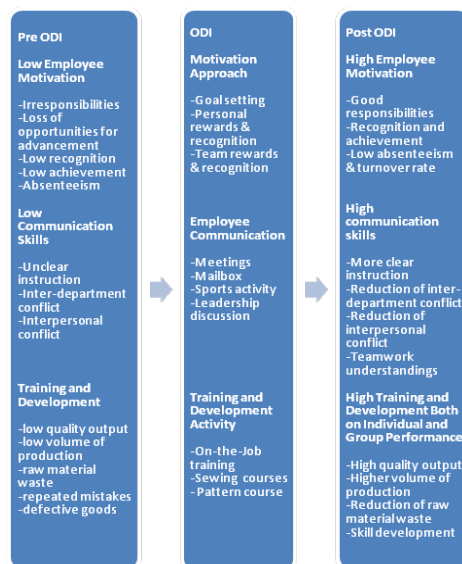 Pre ODI
Low Employee
Motivation
-Irresponsibilities
-Loss of
opportunities for
advancement
-Low recognition
-Low achievement
-Absenteeism
Low
Communication
Skills
-Unclear
instruction
-Inter-department
conflict
-Interpersonal
conflict
Training and
Development
-low quality output
-low volume of
production
-raw material
waste
-repeated mistakes
-defective goods
ODI
Motivation
Approach
-Goal setting
-Personal
rewards &
recognition
-Team rewards
& recognition
Employee
Communication
-Meetings
-Mailbox
-Sports activity
-Leadership
discussion
Training and
Development
Activity
-On-the-Job
training
-Sewing courses
-Pattern course
Post ODI
High Employee
Motivation
-Good
responsibilities
-Recognition and
achievement
-Low absenteeism
& turnover rate
High
communication
skills
-More clear
instruction
-Reduction of inter-
department conflict
-Reduction of
interpersonal
conflict
-Teamwork
understandings
High Training and
Development Both
on Individual and
Group Performance
-High quality output
-Higher volume of
production
-Reduction of raw
material waste
-Skill development